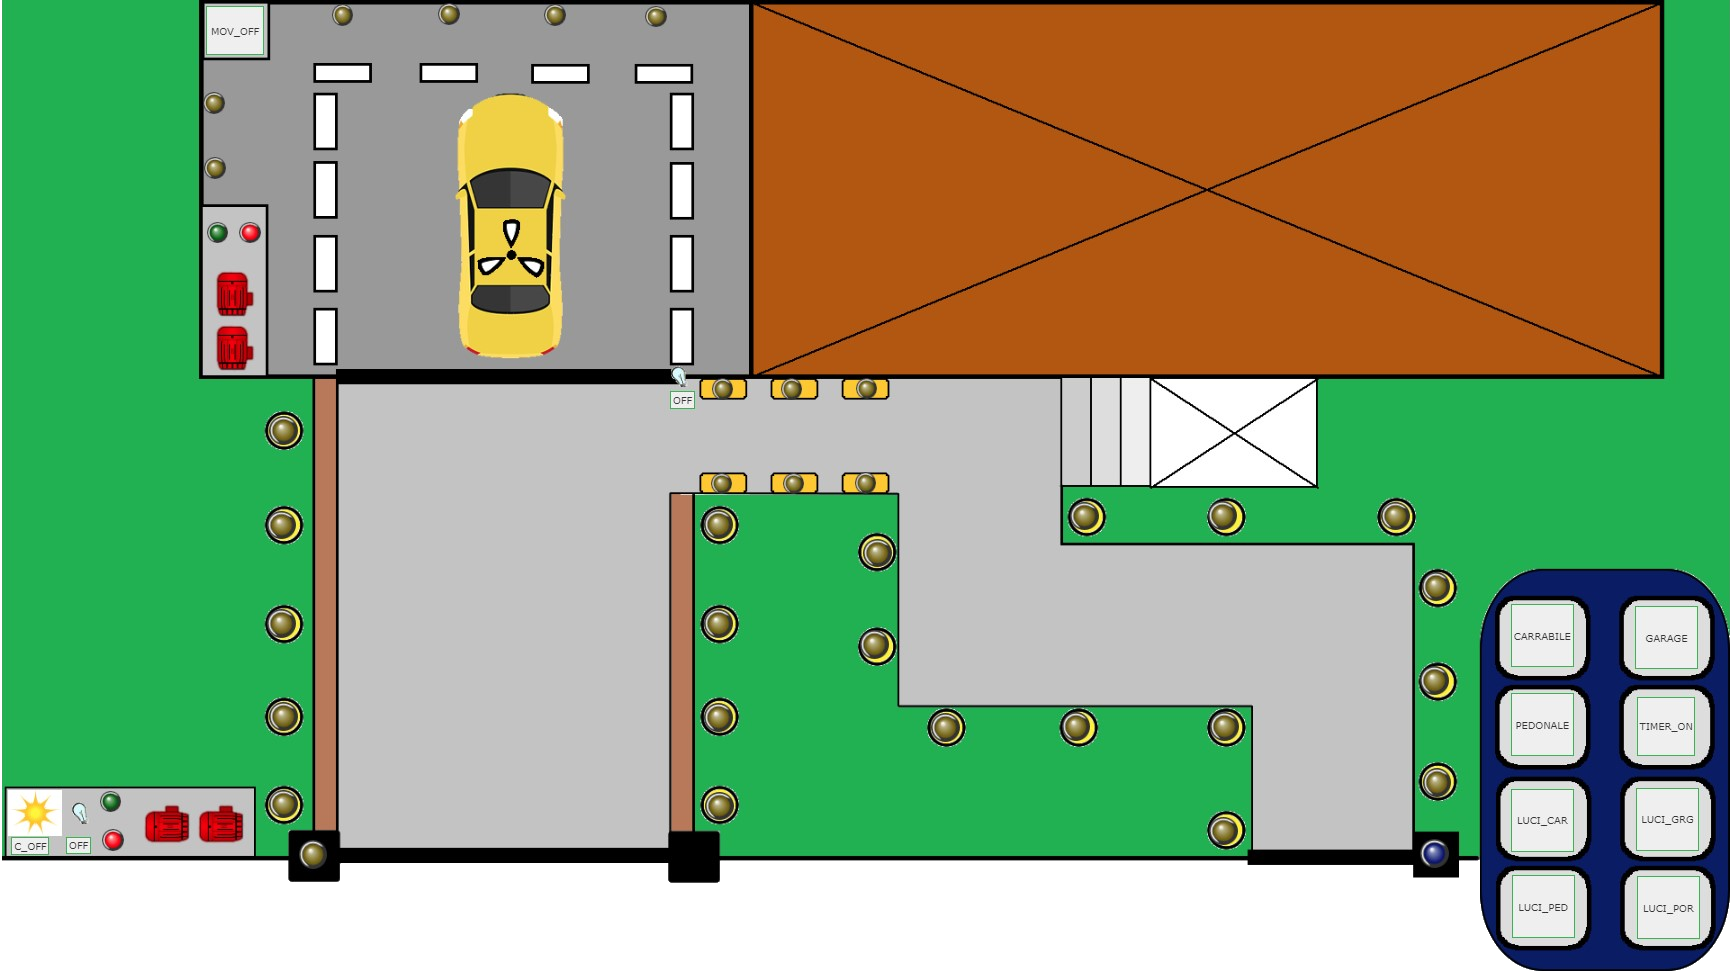 MOV_OFF
OFF
CARRABILE
GARAGE
PEDONALE
TIMER_ON
LUCI_CAR
LUCI_GRG
C_OFF
OFF
LUCI_PED
LUCI_POR